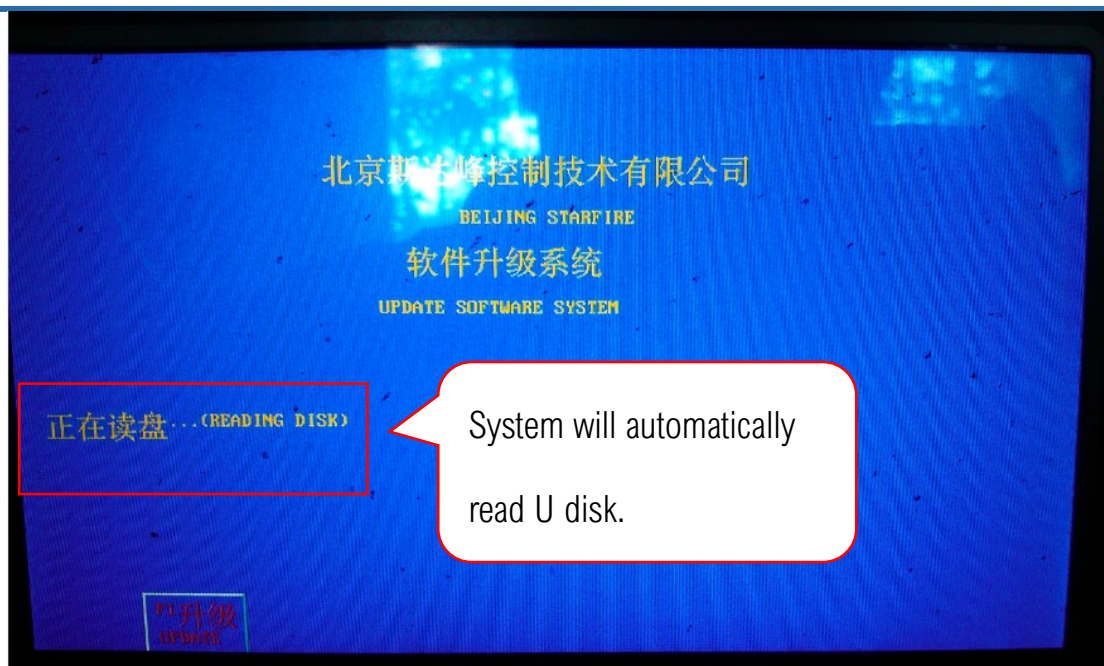 北京斯达峰控制技术有限公司
BEIJING STARFIRE
软件升级系统
UPDATE SOFTWARE SYSTEM
正在读盘...(READING DISK)
System will automatically
read U disk.
F1升级
UPDATE